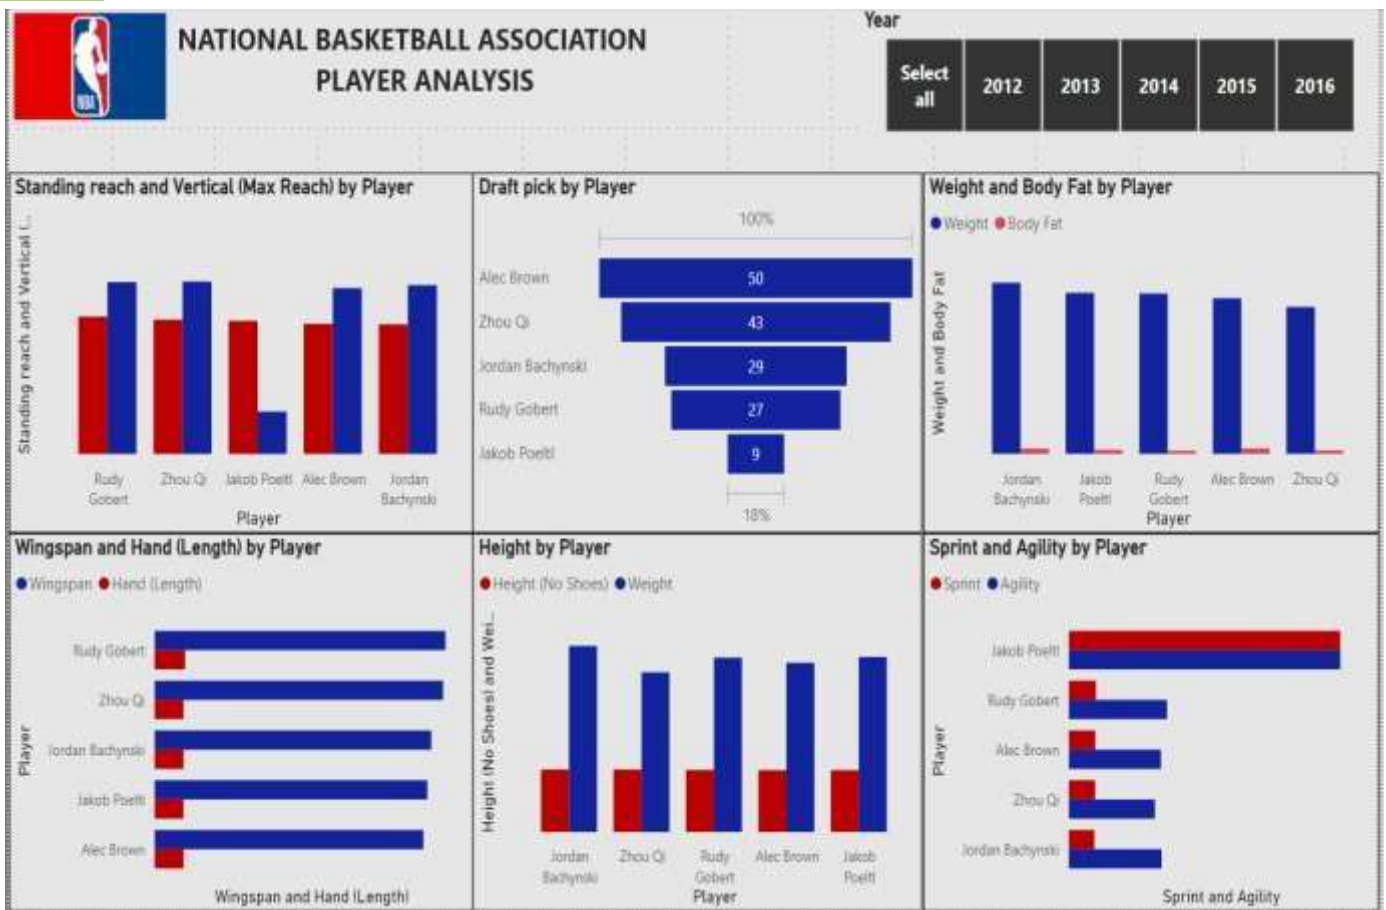 NBA
NATIONAL BASKETBALL ASSOCIATION
PLAYER ANALYSIS
Year
Select
all
2012
2013
2014
2015
2016
Standing reach and Vertical (Max Reach) by Player
Standing reach and Vertical (...
Rudy
Gobert
Zhou Qi
Jakob Poeltl
Alec Brown
Jordan
Bachynski
Player
Draft pick by Player
100%
Alec Brown
50
Zhou Qi
43
Jordan Bachynski
29
Rudy Gobert
27
Jakob Poeltl
9
18%
Weight and Body Fat by Player
Weight Body Fat
Weight and Body Fat
Jordan
Bachynski
Jakob
Poeltl
Rudy
Gobert
Alec Brown
Zhou Qi
Player
Wingspan and Hand (Length) by Player
Wingspan Hand (Length)
Player
Rudy Gobert
Zhou Qi
Jordan Bachynski
Jakob Poeltl
Alec Brown
Wingspan and Hand (Length)
Height by Player
Height (No Shoes) Weight
Height (No Shoes) and Wei...
Jordan
Bachynski
Zhou Qi
Rudy
Gobert
Alec Brown
Jakob
Poeltl
Player
Sprint and Agility by Player
Sprint Agility
Player
Jakob Poeltl
Rudy Gobert
Alec Brown
Zhou Qi
Jordan Bachynski
Sprint and Agility